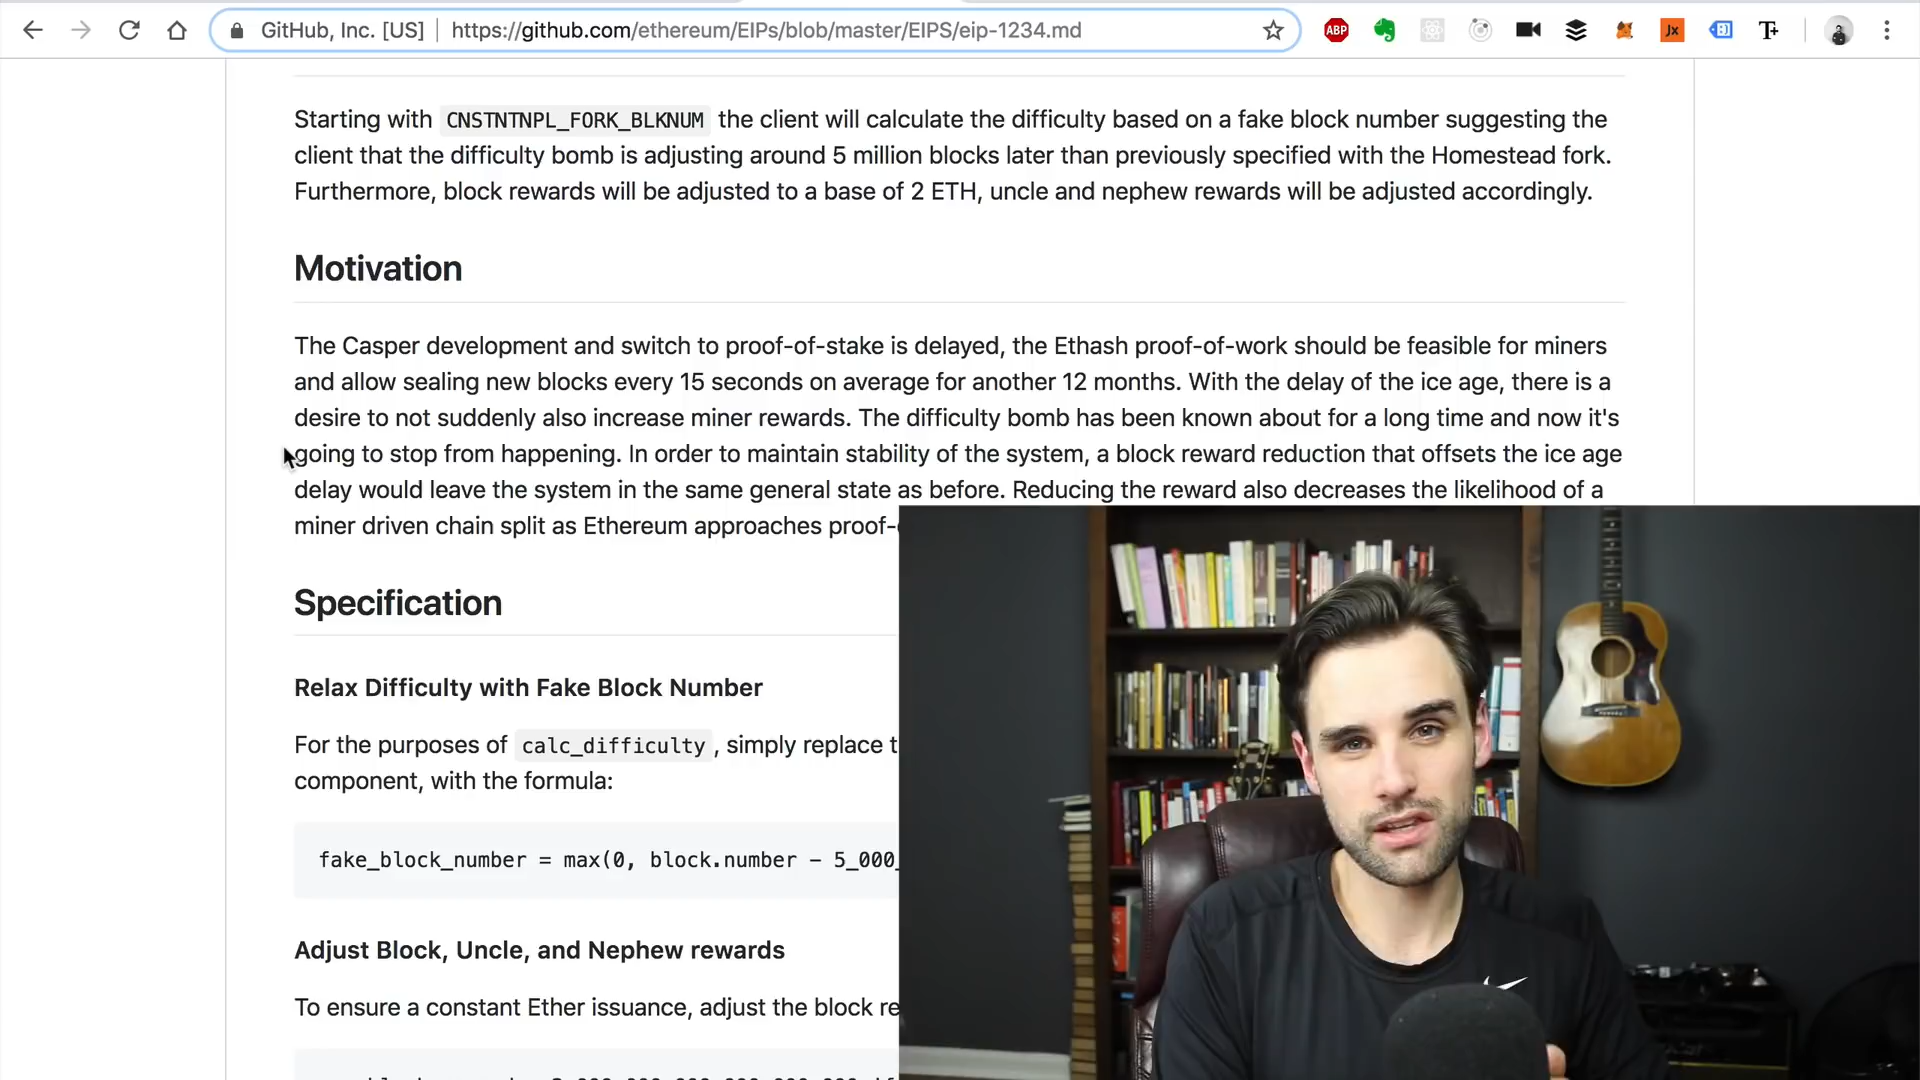 GitHub, Inc. [US] https://github.com/ethereum/EIPs/blob/master/EIPS/eip-1234.md
ABP
Jx
T+
Starting with CNSTNTNPL_FORK_BLKNUM the client will calculate the difficulty based on a fake block number suggesting the
client that the difficulty bomb is adjusting around 5 million blocks later than previously specified with the Homestead fork.
Furthermore, block rewards will be adjusted to a base of 2 ETH, uncle and nephew rewards will be adjusted accordingly.
Motivation
The Casper development and switch to proof-of-stake is delayed, the Ethash proof-of-work should be feasible for miners
and allow sealing new blocks every 15 seconds on average for another 12 months. With the delay of the ice age, there is a
desire to not suddenly also increase miner rewards. The difficulty bomb has been known about for a long time and now it's
going to stop from happening. In order to maintain stability of the system, a block reward reduction that offsets the ice age
delay would leave the system in the same general state as before. Reducing the reward also decreases the likelihood of a
miner driven chain split as Ethereum approaches proof-
Specification
Relax Difficulty with Fake Block Number
For the purposes of calc_difficulty , simply replace t
component, with the formula:
fake_block_number = max(0, block.number - 5_000_
Adjust Block, Uncle, and Nephew rewards
To ensure a constant Ether issuance, adjust the block re